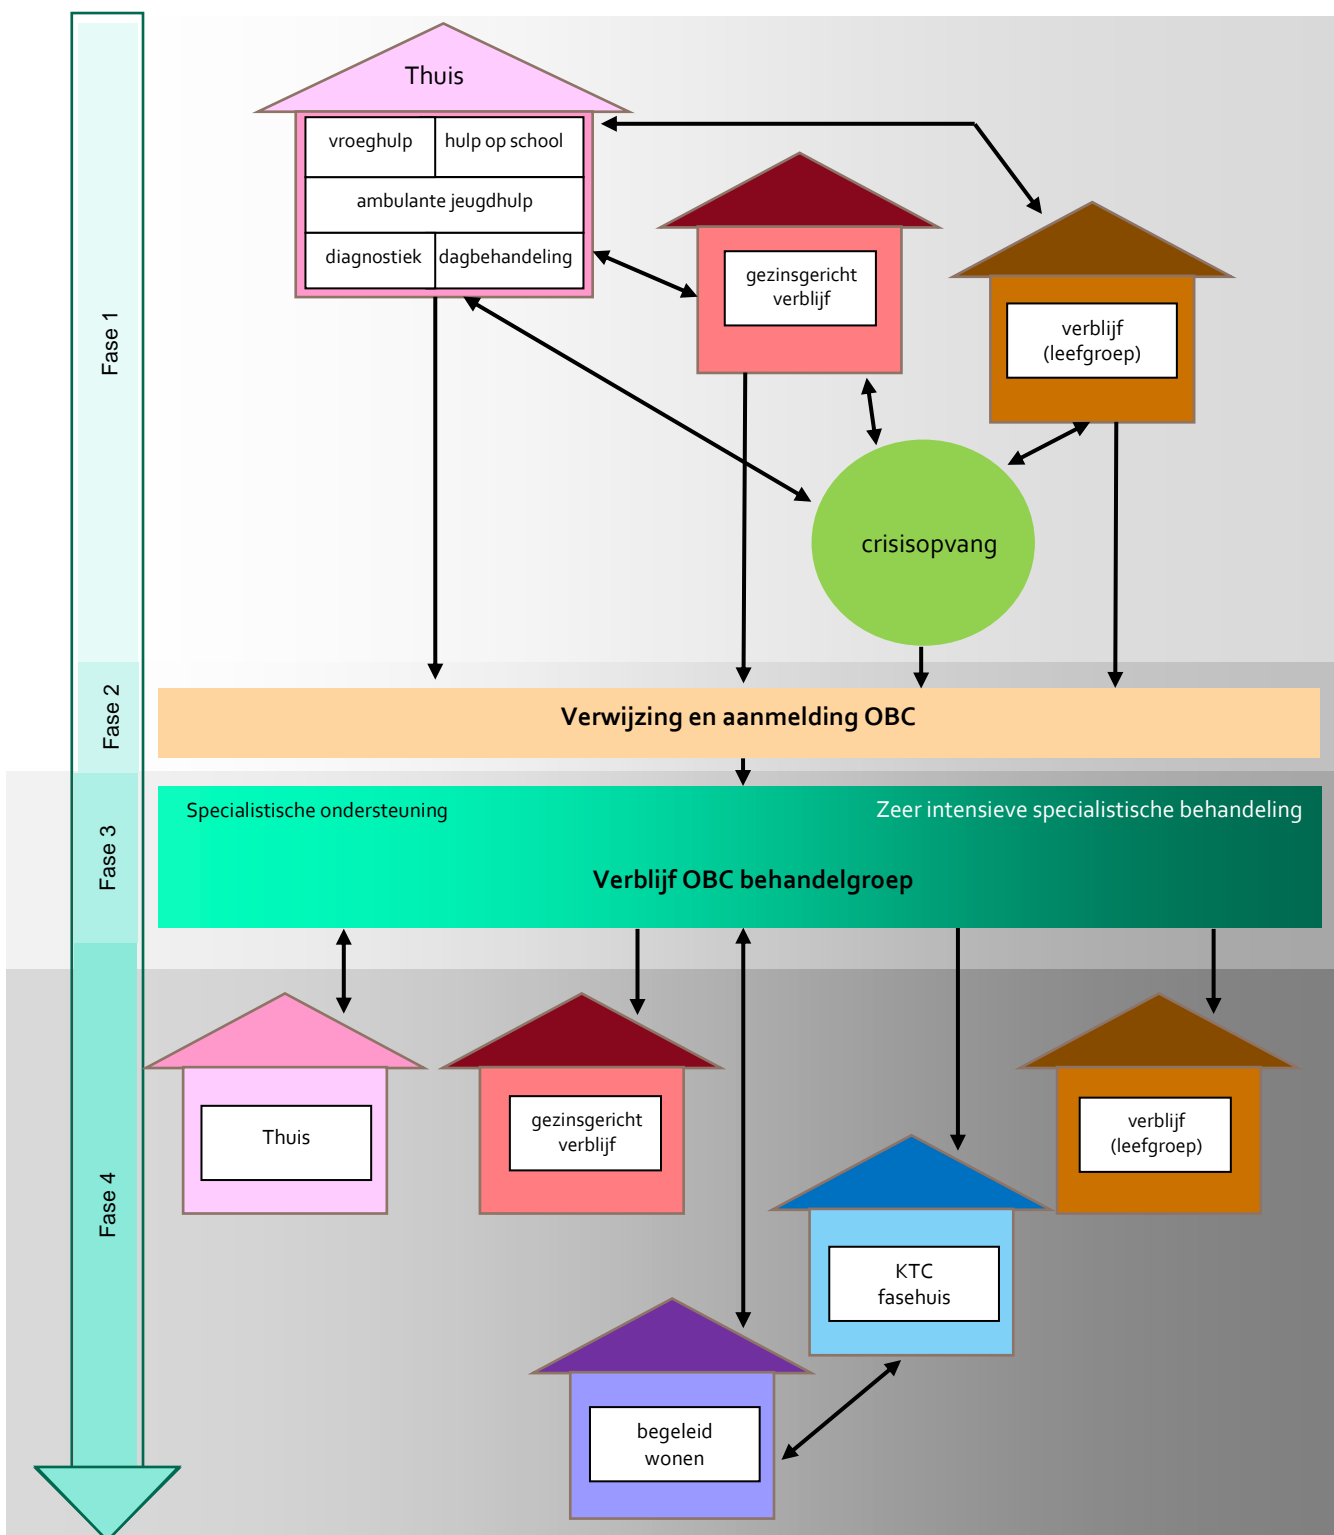 Thuis
vroeghulp
hulp op school
ambulante jeugdhulp
diagnostiek
dagbehandeling
gezinsgericht
verblijf
verblijf
(leefgroep)
crisisopvang
Fase 1
Fase 2
Verwijzing en aanmelding OBC
Fase 3
Specialistische ondersteuning
Zeer intensieve specialistische behandeling
Verblijf OBC behandelgroep
Fase 4
Thuis
gezinsgericht
verblijf
verblijf
(leefgroep)
KTC
fasehuis
begeleid
wonen